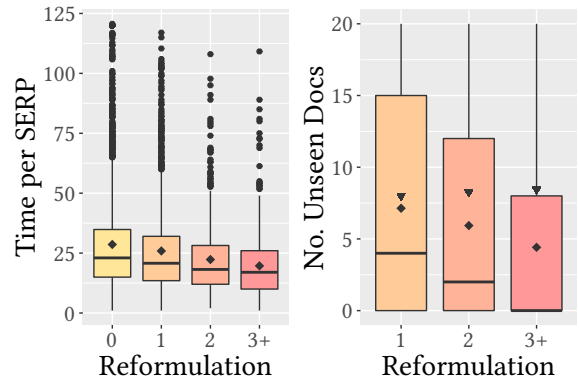 Time per SERP
125
100
75
50
25
0
0 1 2 3+
Reformulation
No. Unseen Docs
20
15
10
5
0
1 2 3+
Reformulation